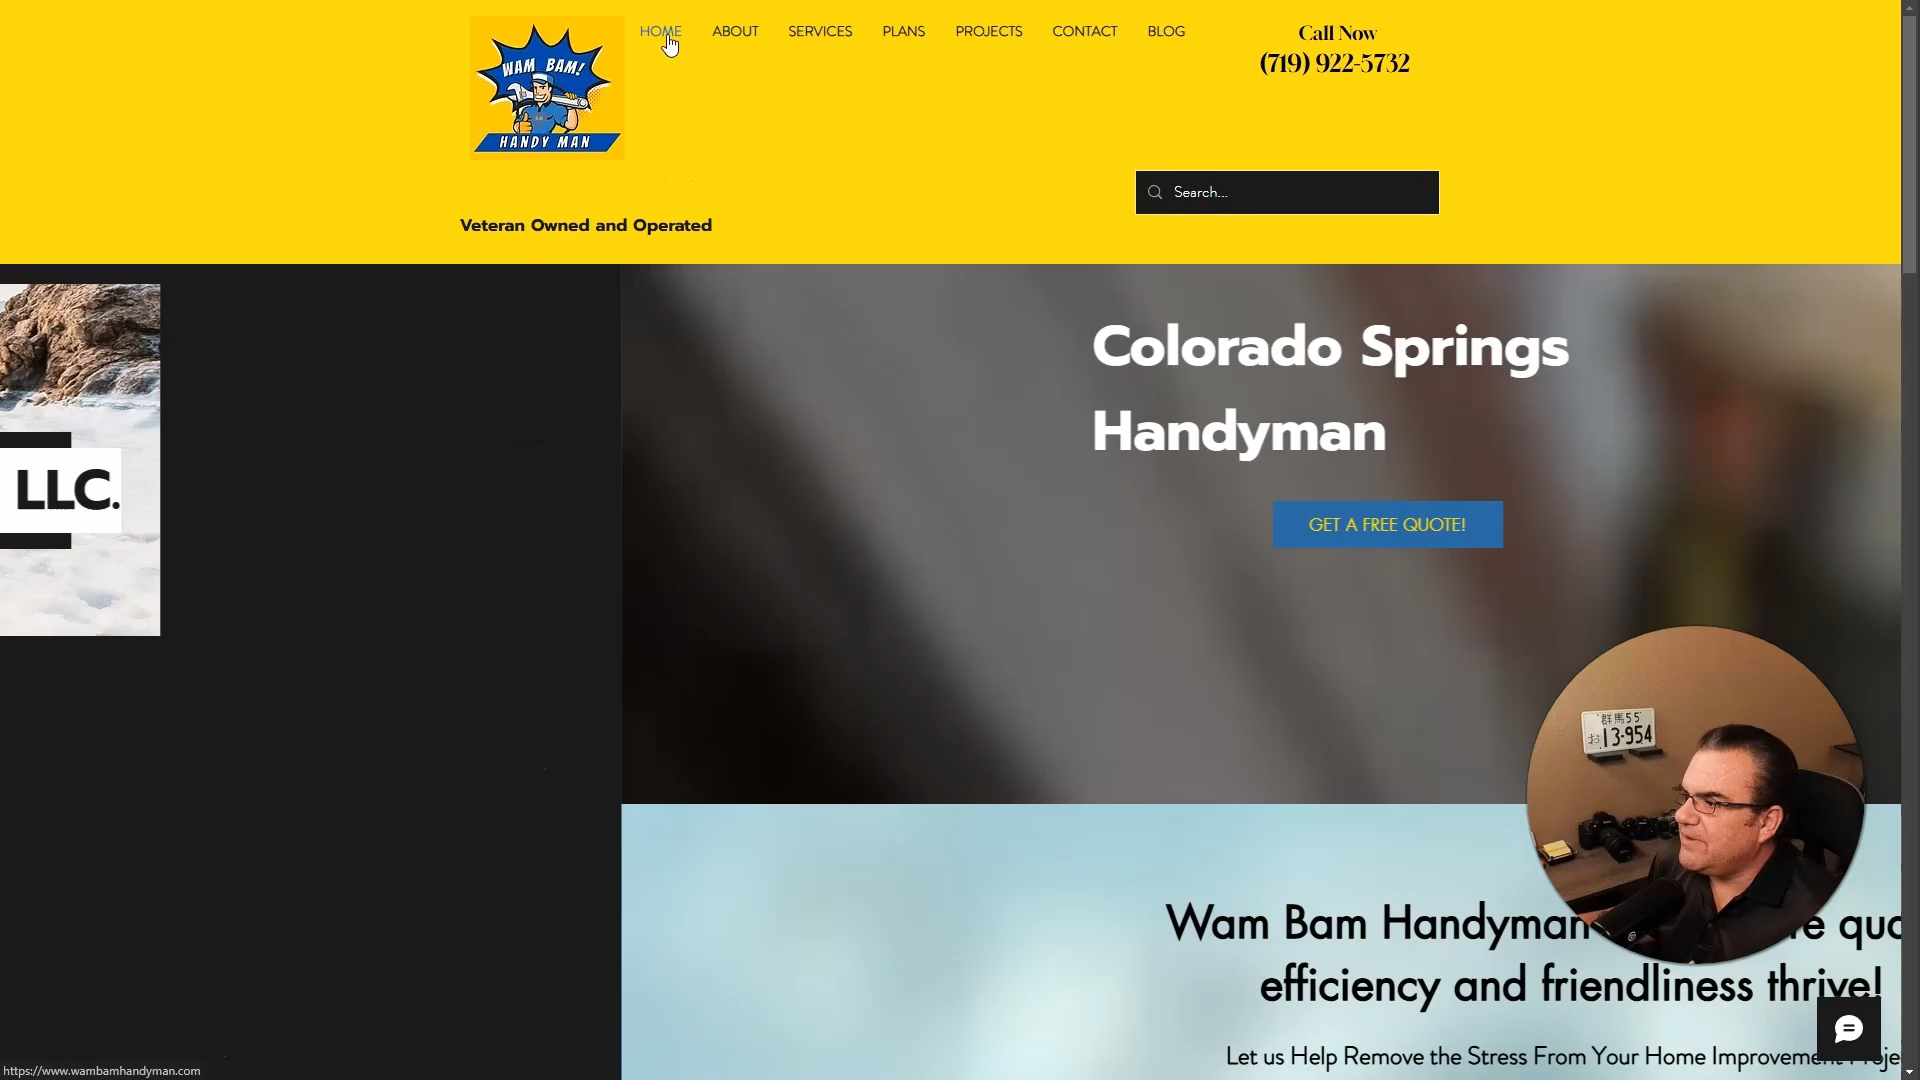 WAM BAM!
HANDY MAN
HOME
ABOUT
SERVICES
PLANS
PROJECTS
CONTACT
BLOG
Call Now
(719) 922-5732
Search...
Veteran Owned and Operated
LLC.
Colorado Springs
Handyman
GET A FREE QUOTE!
群馬55
お 13-954
Wam Bam Handyman
efficiency and friendliness thrive!
Let us Help Remove the Stress From Your Home Improvement
https://www.wambamhandyman.com